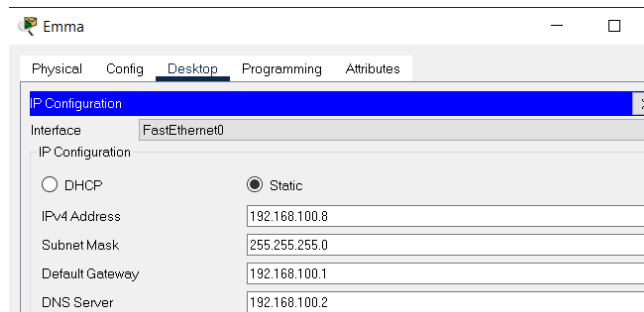 Emma
Physical Config Desktop Programming Attributes
IP Configuration
Interface FastEthernet0
IP Configuration
DHCP Static
IPv4 Address 192.168.100.8
Subnet Mask 255.255.255.0
Default Gateway 192.168.100.1
DNS Server 192.168.100.2